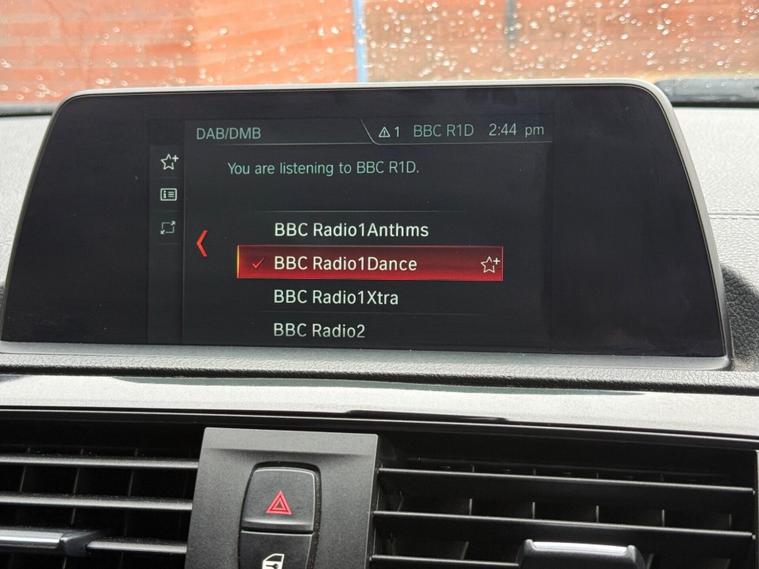 DAB/DMB 1 BBC R1D 2:44 pm
You are listening to BBC R1D.
BBC Radio1Anthms
BBC Radio1Dance
BBC Radio1Xtra
BBC Radio2